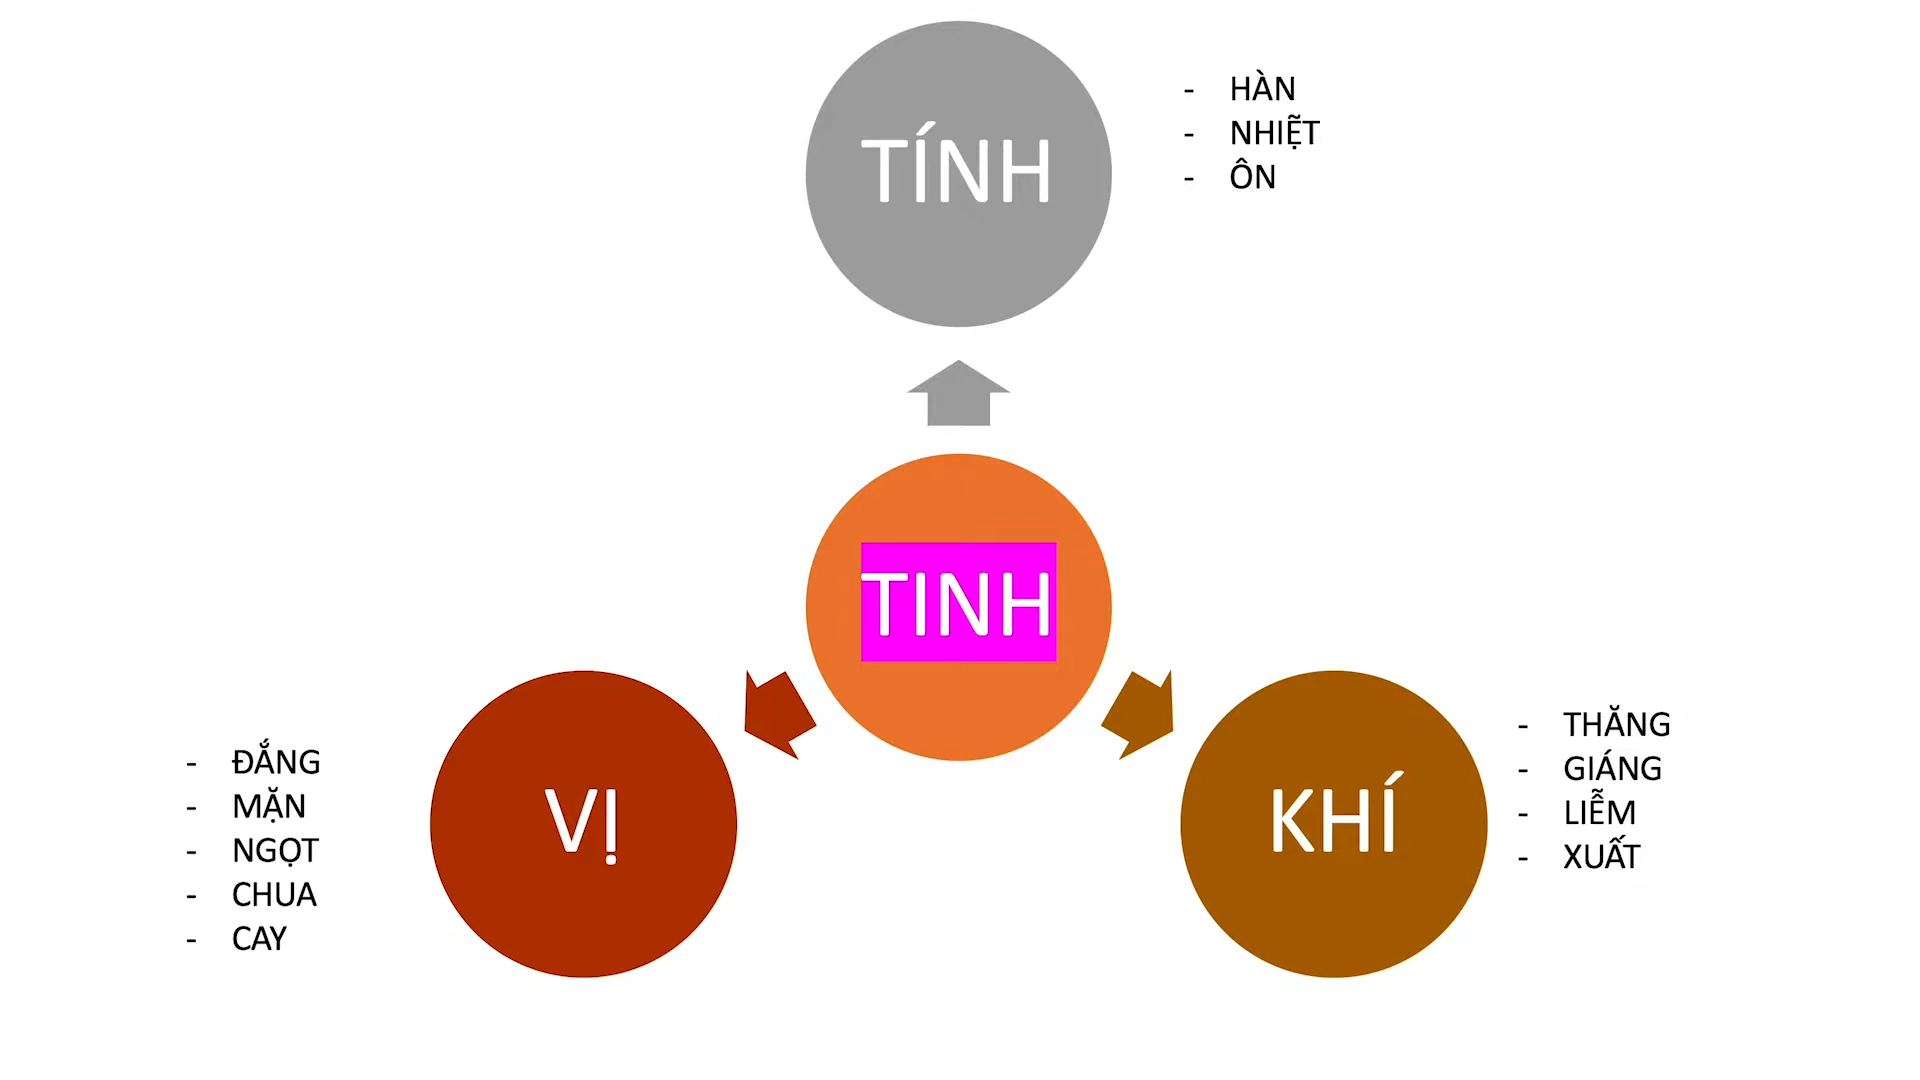 TÍNH
- HÀN
- NHIỆT
- ÔN
TINH
VỊ
- ĐẮNG
- MẶN
- NGỌT
- CHUA
- CAY
KHÍ
- THĂNG
- GIÁNG
- LIỄM
- XUẤT